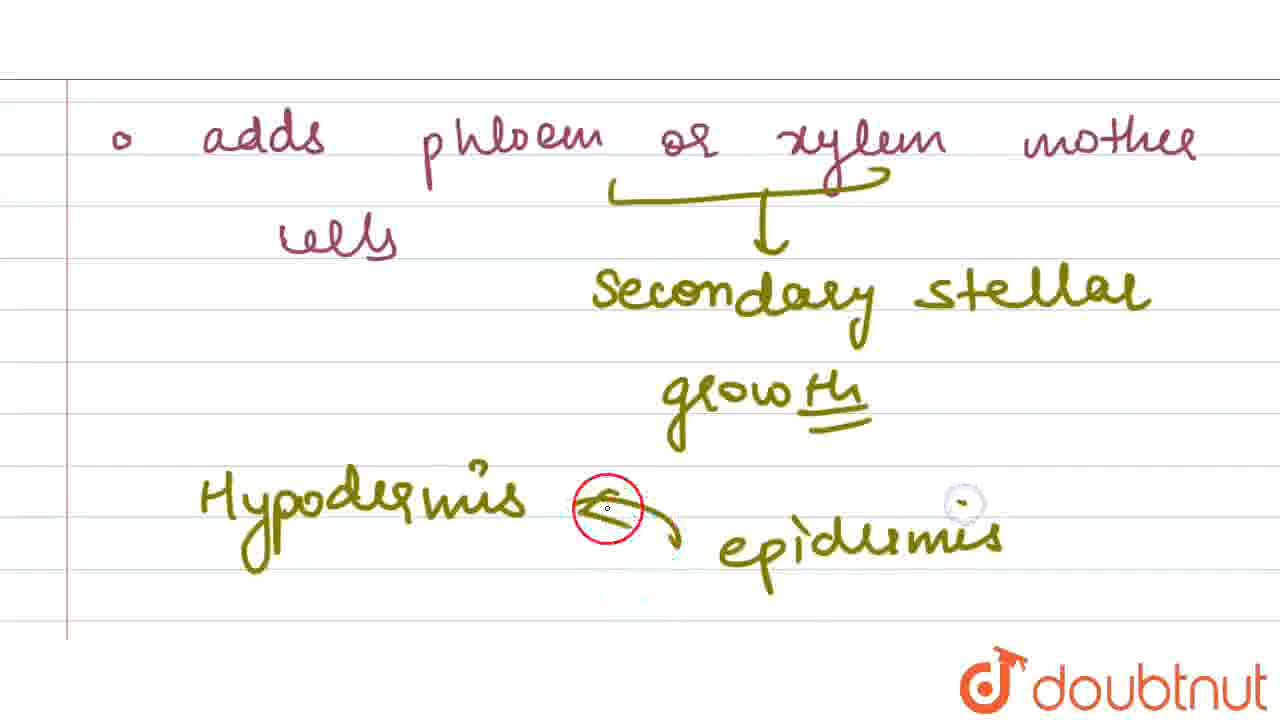 o adds phloem or xylem mother
cells
Secondary stellar
growth
Hypodermis epidermis
doubtnut